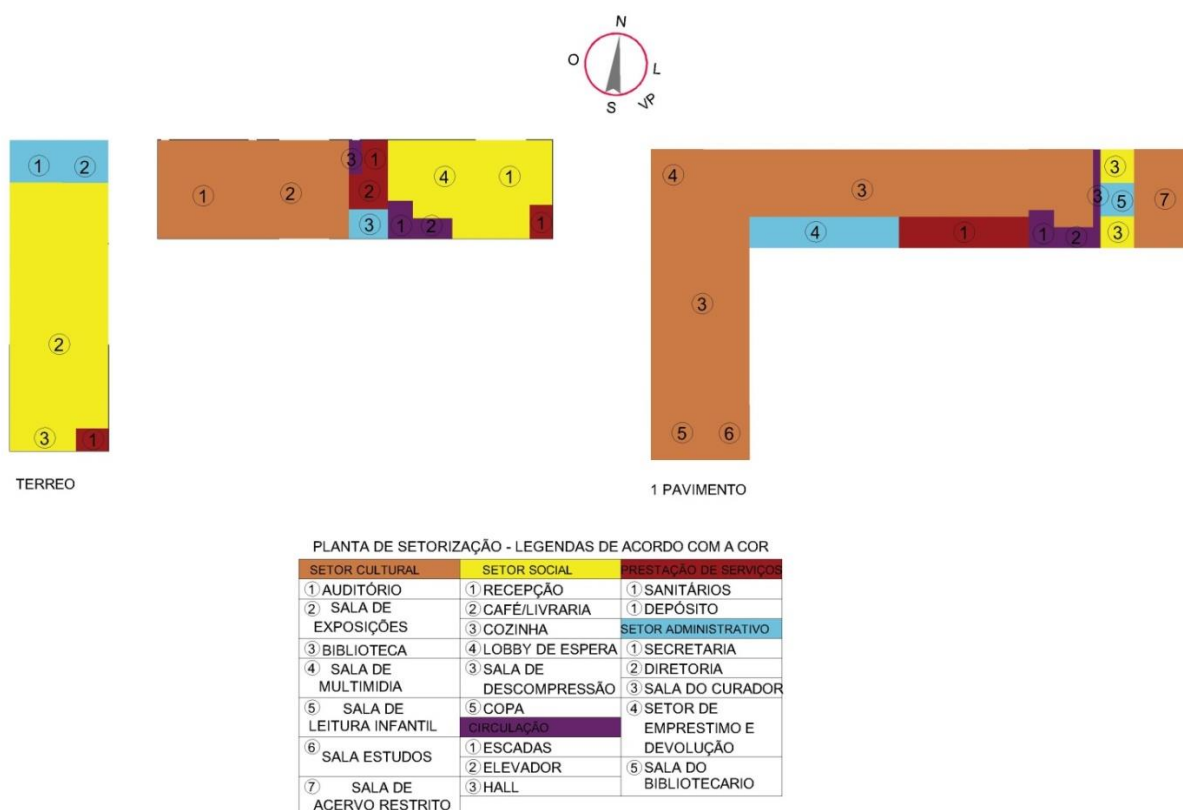 N
O
L
S
VP
① ②
③ ①
④ ①
① ②
②
③ ① ② ①
②
③ ①
TERREO
④ ③ ③
③ ⑤ ⑦
④ ① ① ② ③
③
⑤ ⑥
1 PAVIMENTO
PLANTA DE SETORIZAÇÃO - LEGENDAS DE ACORDO COM A COR
SETOR CULTURAL
① AUDITÓRIO
② SALA DE
EXPOSIÇÕES
③ BIBLIOTECA
④ SALA DE
MULTIMIDIA
⑤ SALA DE
LEITURA INFANTIL
⑥ SALA ESTUDOS
⑦ SALA DE
ACERVO RESTRITO
SETOR SOCIAL
① RECEPÇÃO
② CAFÉ/LIVRARIA
③ COZINHA
④ LOBBY DE ESPERA
③ SALA DE
DESCOMPRESSÃO
⑤ COPA
CIRCULAÇÃO
① ESCADAS
② ELEVADOR
③ HALL
PRESTAÇÃO DE SERVIÇOS
① SANITÁRIOS
① DEPÓSITO
SETOR ADMINISTRATIVO
① SECRETARIA
② DIRETORIA
③ SALA DO CURADOR
④ SETOR DE
EMPRESTIMO E
DEVOLUÇÃO
⑤ SALA DO
BIBLIOTECARIO